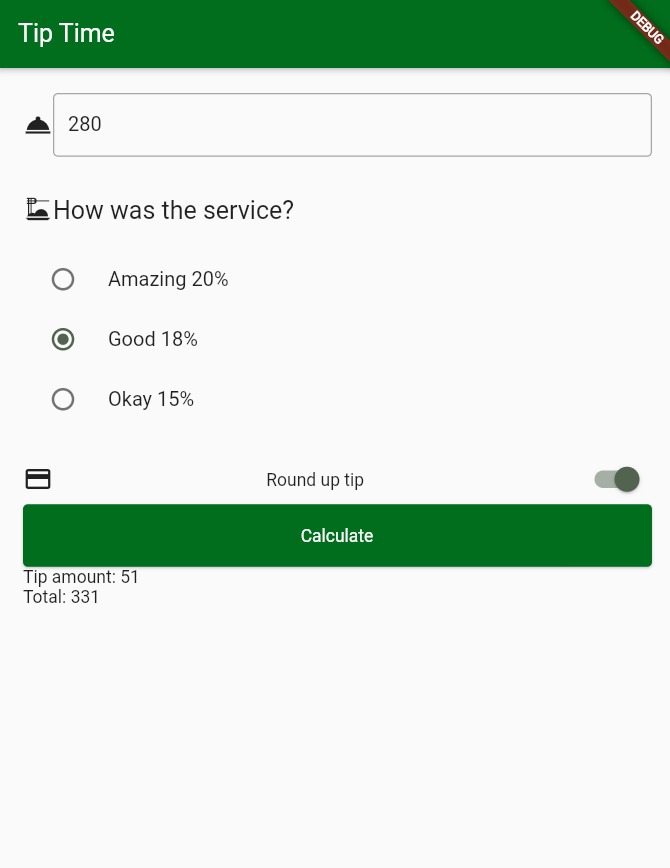 Tip Time
DEBUG
280
How was the service?
Amazing 20%
Good 18%
Okay 15%
Round up tip
Calculate
Tip amount: 51
Total: 331